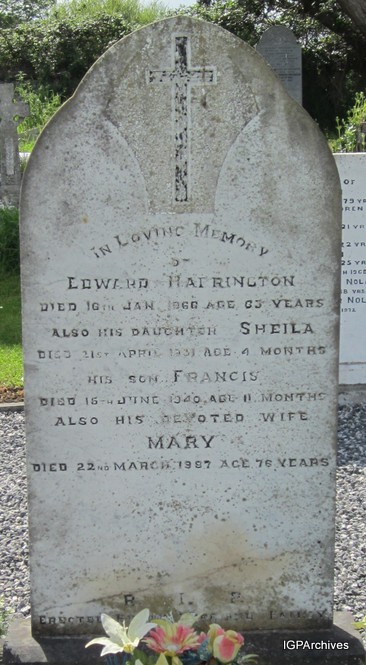 IN LOVING MEMORY
OF
EDWARD HARRINGTON
DIED 16TH JAN 1966 AGE 63 YEARS
ALSO HIS DAUGHTER SHEILA
DIED 21ST APRIL 1931 AGE 4 MONTHS
HIS SON FRANCIS
DIED 15TH JUNE 1940 AGE 11 MONTHS
ALSO HIS DEVOTED WIFE
MARY
DIED 22ND MARCH 1987 AGE 76 YEARS
R I P
ERECTED
IGPArchives